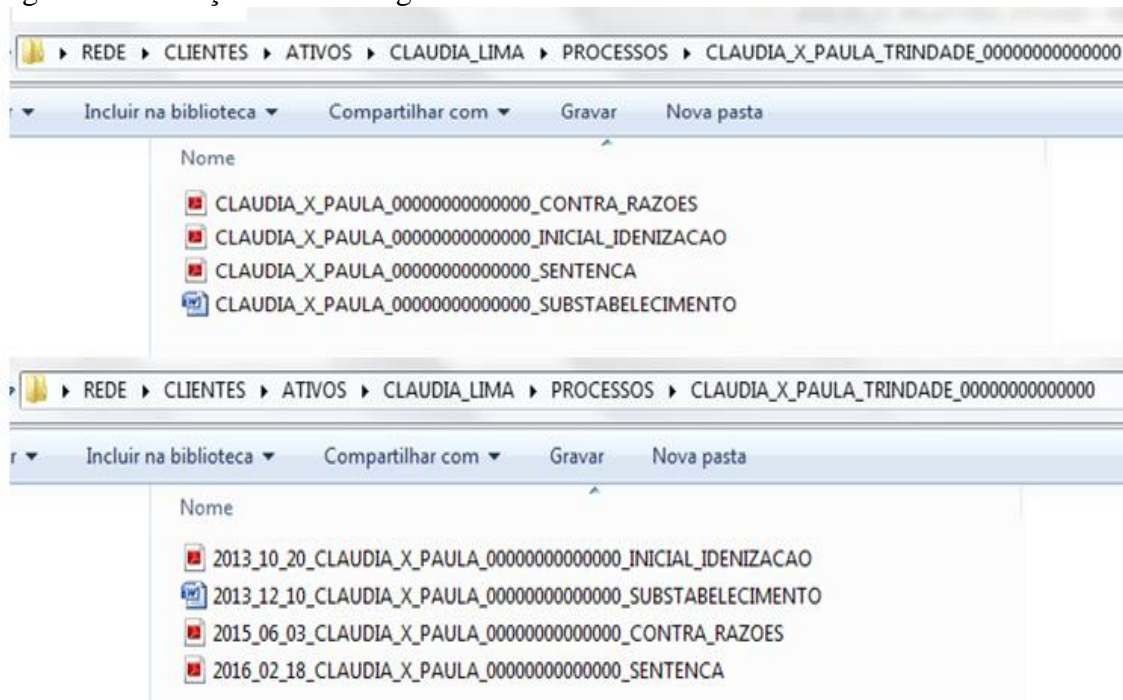 REDE ▸ CLIENTES ▸ ATIVOS ▸ CLAUDIA_LIMA ▸ PROCESSOS ▸ CLAUDIA_X_PAULA_TRINDADE_00000000000000
Incluir na biblioteca Compartilhar com Gravar Nova pasta
Nome
CLAUDIA_X_PAULA_00000000000000_CONTRA_RAZOES
CLAUDIA_X_PAULA_00000000000000_INICIAL_IDENIZACAO
CLAUDIA_X_PAULA_00000000000000_SENTENCA
CLAUDIA_X_PAULA_00000000000000_SUBSTABELECIMENTO
REDE ▸ CLIENTES ▸ ATIVOS ▸ CLAUDIA_LIMA ▸ PROCESSOS ▸ CLAUDIA_X_PAULA_TRINDADE_00000000000000
Incluir na biblioteca Compartilhar com Gravar Nova pasta
Nome
2013_10_20_CLAUDIA_X_PAULA_00000000000000_INICIAL_IDENIZACAO
2013_12_10_CLAUDIA_X_PAULA_00000000000000_SUBSTABELECIMENTO
2015_06_03_CLAUDIA_X_PAULA_00000000000000_CONTRA_RAZOES
2016_02_18_CLAUDIA_X_PAULA_00000000000000_SENTENCA